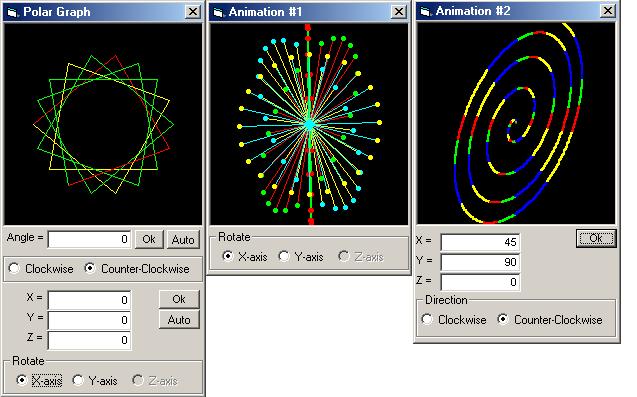 Polar Graph
Angle = 0 Ok Auto
Clockwise Counter-Clockwise
X = 0 Ok
Y = 0 Auto
Z = 0
Rotate
X-axis Y-axis Z-axis
Animation #1
Rotate
X-axis Y-axis Z-axis
Animation #2
X = 45 Ok
Y = 90
Z = 0
Direction
Clockwise Counter-Clockwise